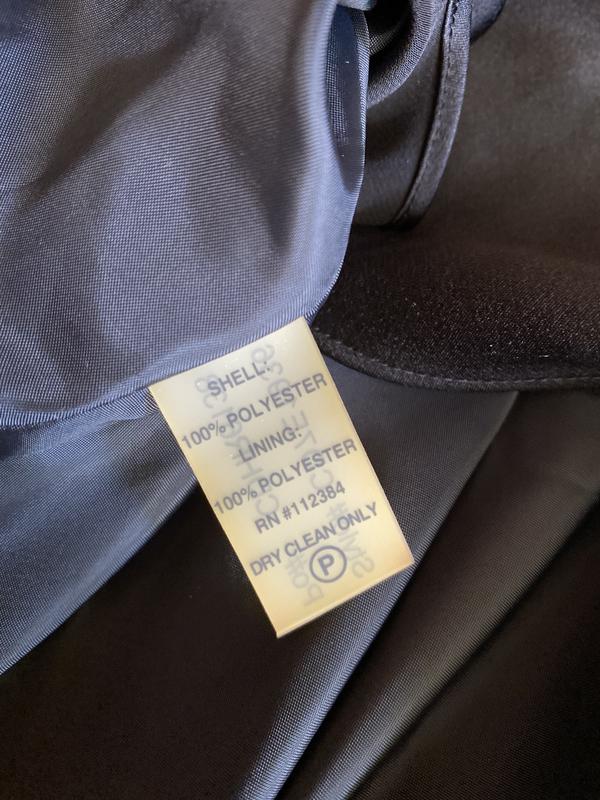 SHELL:
100% POLYESTER
LINING:
100% POLYESTER
RN #112384
DRY CLEAN ONLY
P